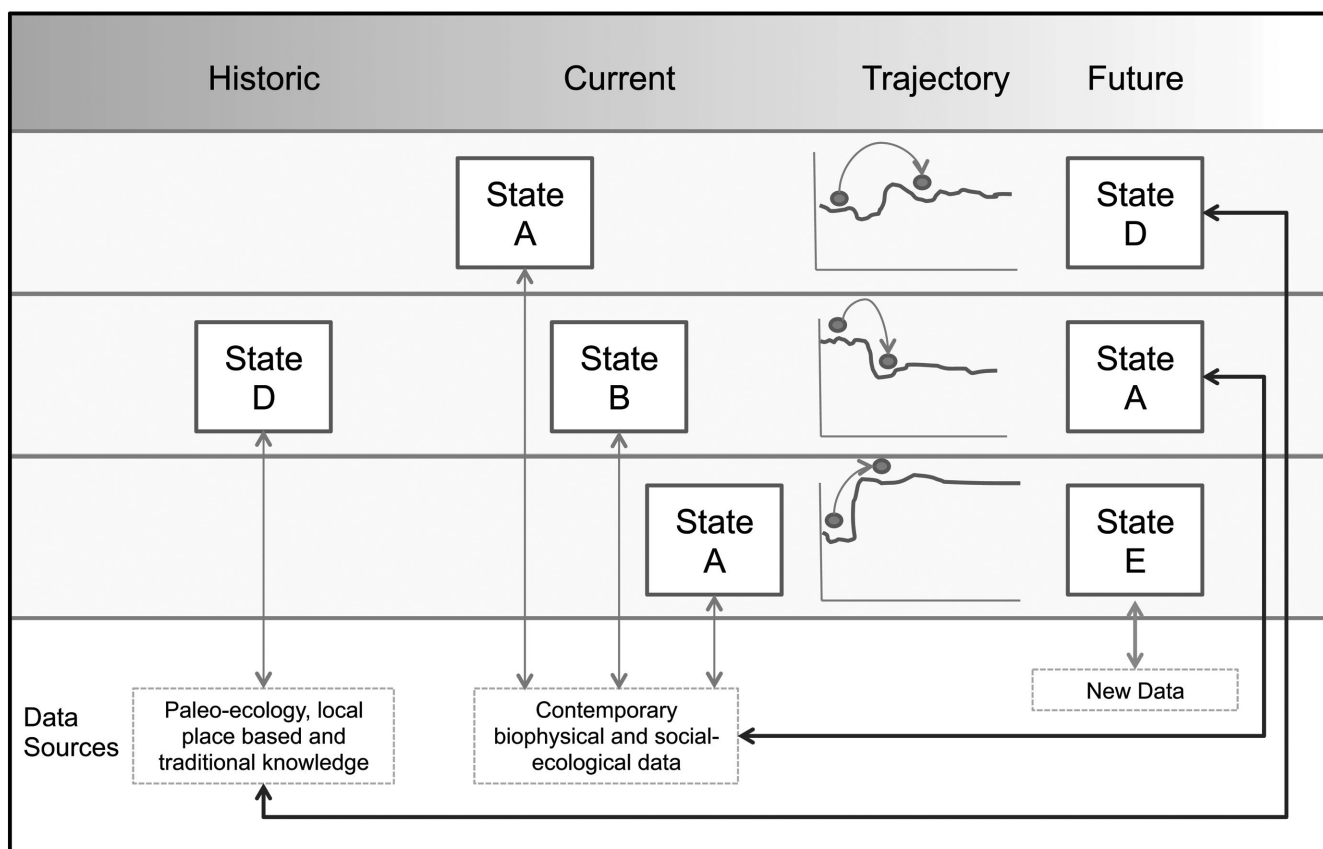 Historic Current Trajectory Future
State
A
State
D
State
D
State
B
State
A
State
A
State
E
Data
Sources
Paleo-ecology, local
place based and
traditional knowledge
Contemporary
biophysical and social-
ecological data
New Data